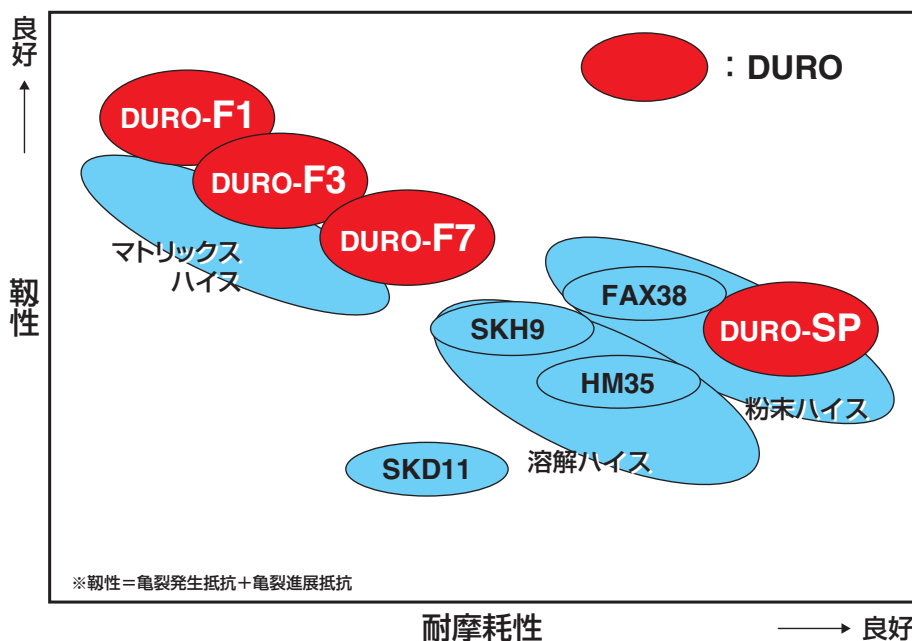 良好
靱性
：DURO
DURO-F1
DURO-F3
DURO-F7
マトリックス
ハイス
FAX38
SKH9
DURO-SP
HM35
粉末ハイス
溶解ハイス
SKD11
※靱性＝亀裂発生抵抗＋亀裂進展抵抗
耐摩耗性
良好